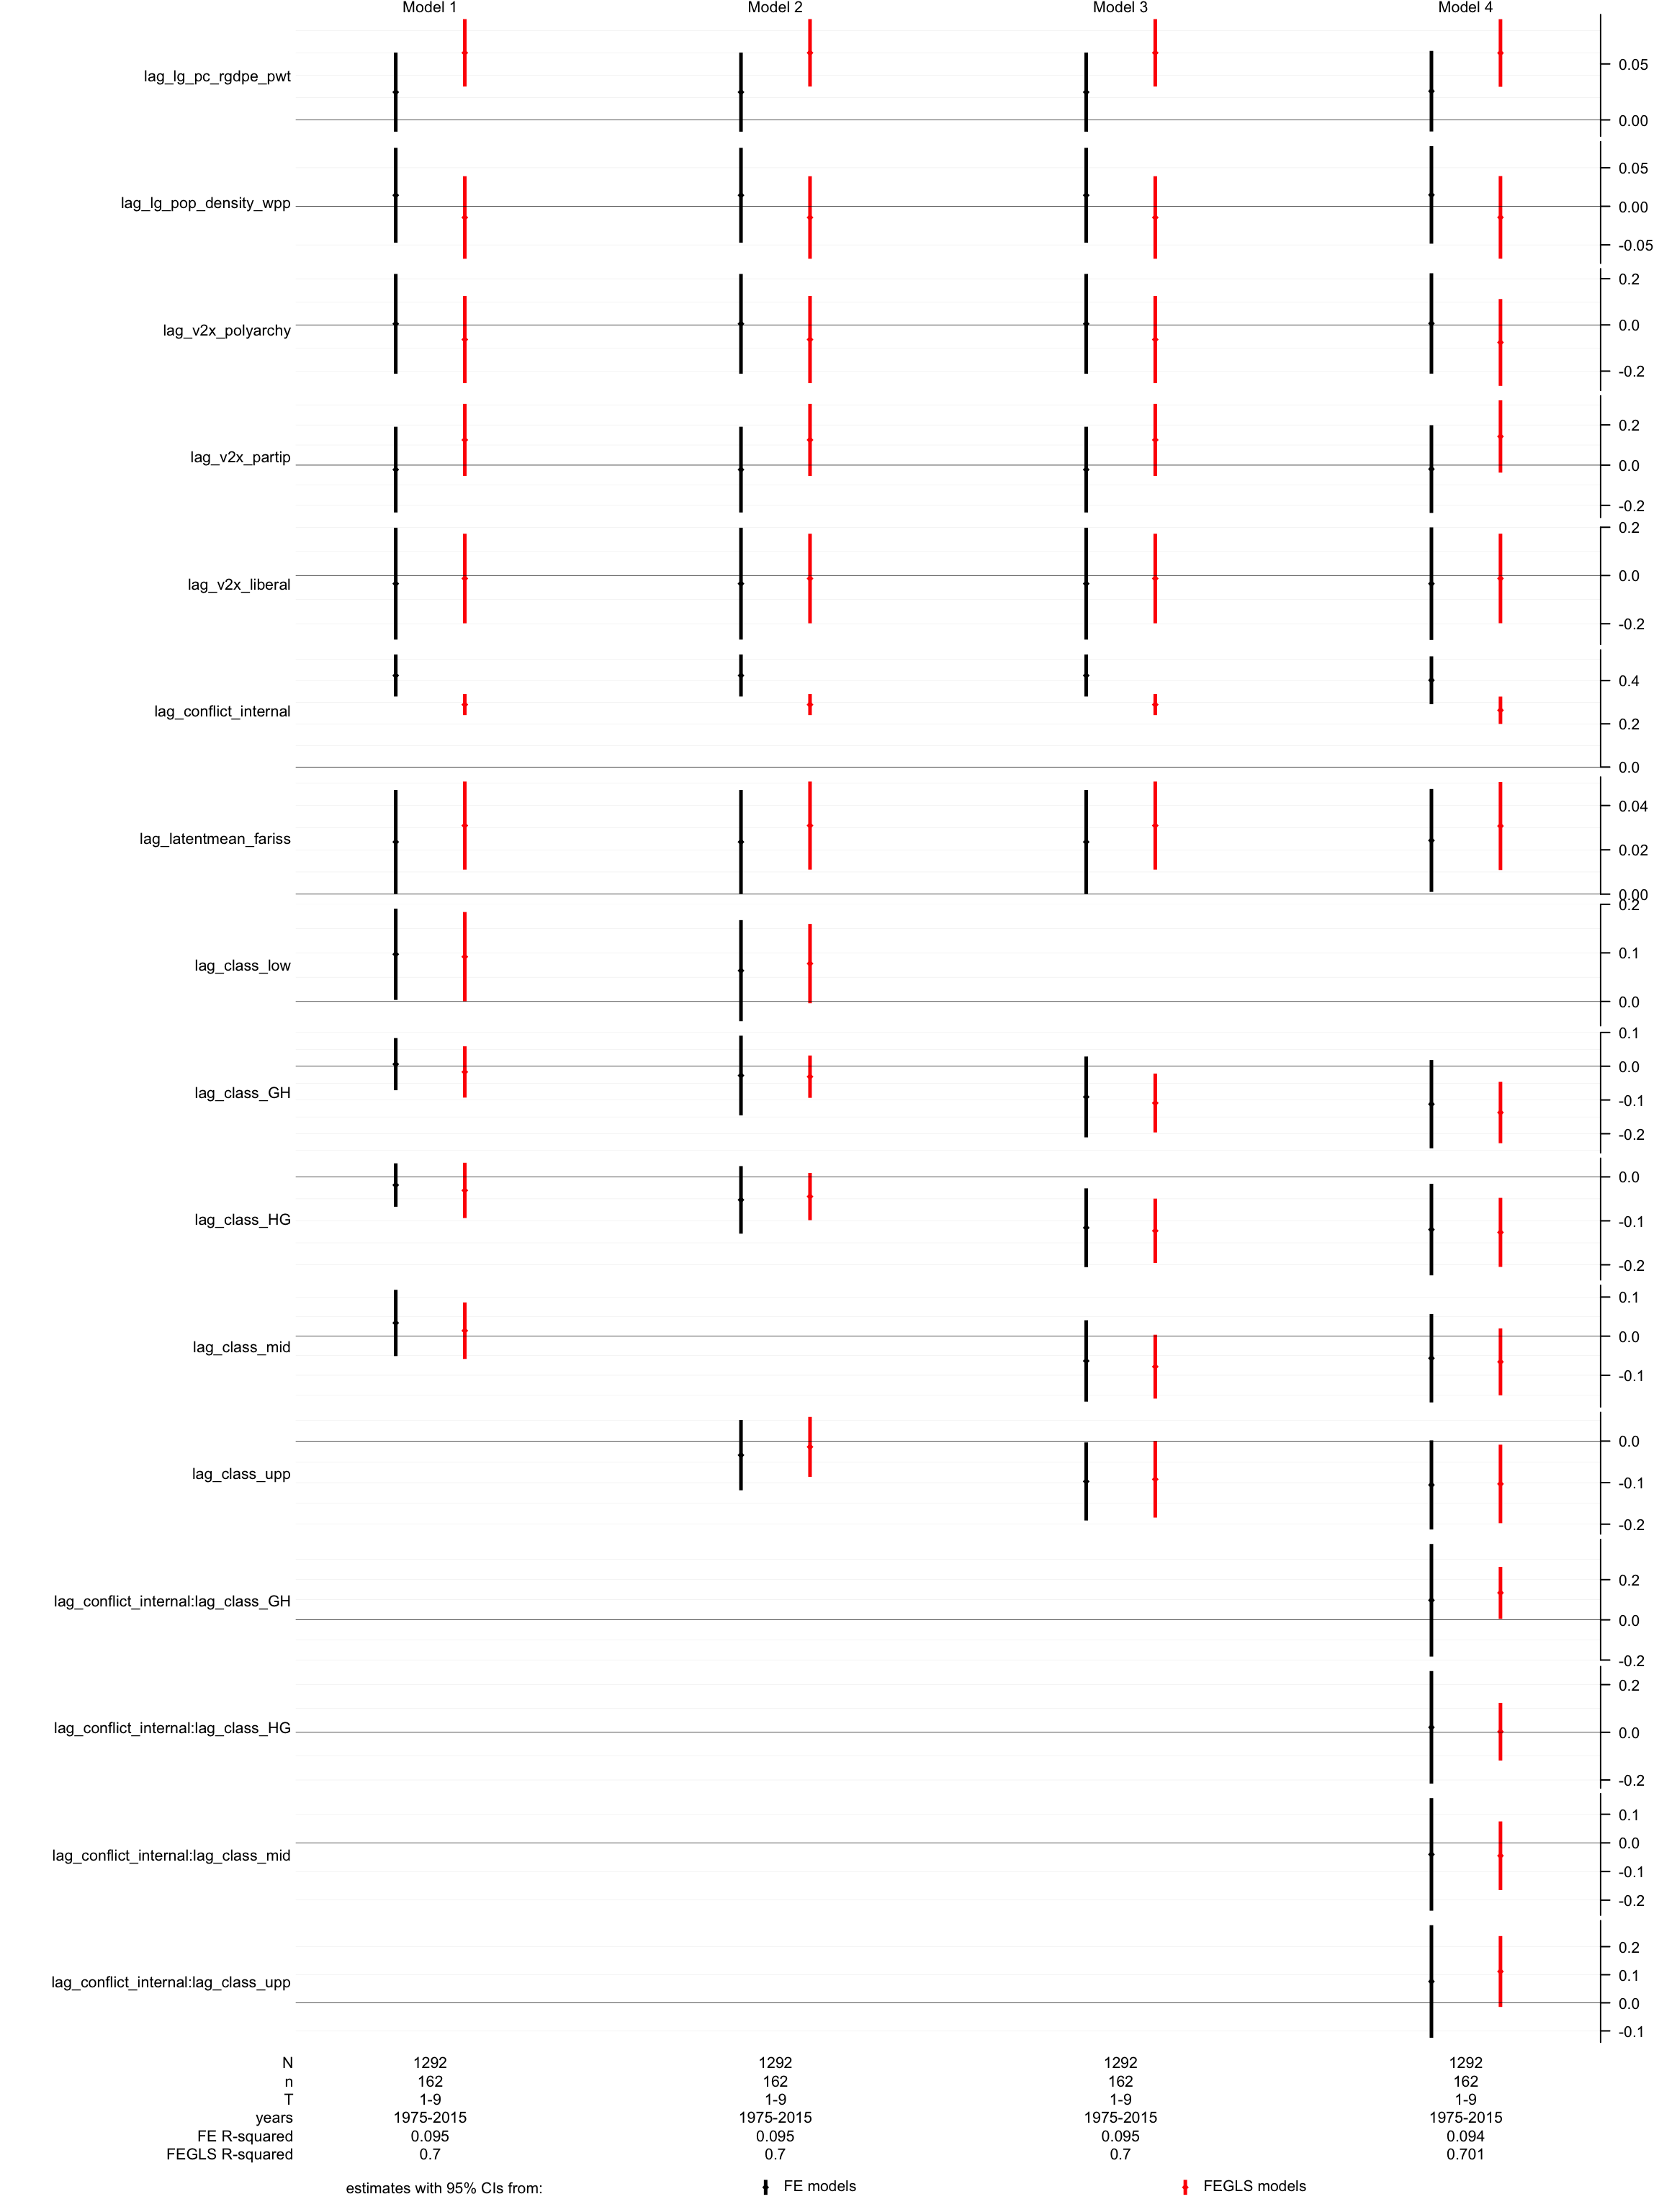 Model 1 Model 2 Model 3 Model 4
lag_lg_pc_rgdpe_pwt
0.05
0.00
lag_lg_pop_density_wpp
0.05
0.00
-0.05
lag_v2x_polyarchy
0.2
0.0
-0.2
lag_v2x_partip
0.2
0.0
-0.2
lag_v2x_liberal
0.2
0.0
-0.2
lag_conflict_internal
0.4
0.2
0.0
lag_latentmean_fariss
0.04
0.02
0.00
lag_class_low
0.2
0.1
0.0
lag_class_GH
0.1
0.0
-0.1
-0.2
lag_class_HG
0.0
-0.1
-0.2
lag_class_mid
0.1
0.0
-0.1
lag_class_upp
0.0
-0.1
-0.2
lag_conflict_internal:lag_class_GH
0.2
0.0
-0.2
lag_conflict_internal:lag_class_HG
0.2
0.0
-0.2
lag_conflict_internal:lag_class_mid
0.1
0.0
-0.1
-0.2
lag_conflict_internal:lag_class_upp
0.2
0.1
0.0
-0.1
N 1292 1292 1292 1292
n 162 162 162 162
T 1-9 1-9 1-9 1-9
years 1975-2015 1975-2015 1975-2015 1975-2015
FE R-squared 0.095 0.095 0.095 0.094
FEGLS R-squared 0.7 0.7 0.7 0.701
estimates with 95% CIs from: FE models FEGLS models